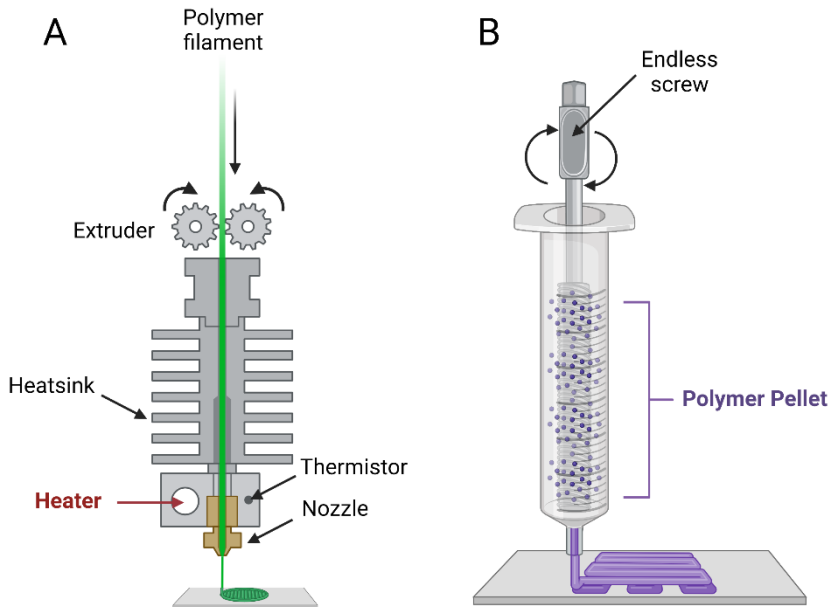 A
Polymer
filament
Extruder
Heatsink
Thermistor
Heater
Nozzle
B
Endless
screw
Polymer Pellet